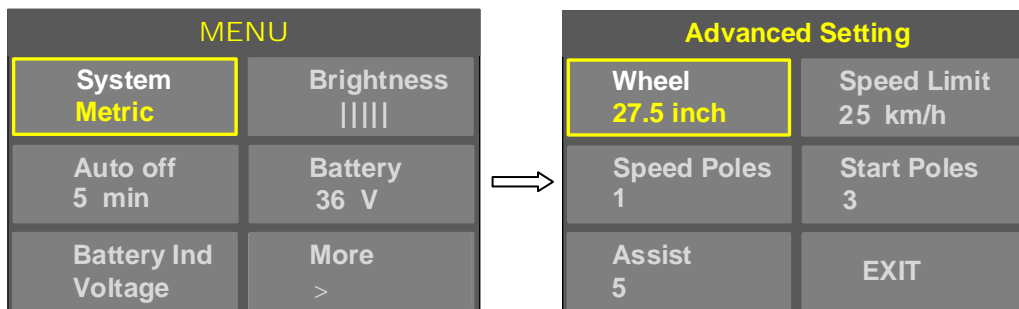 MENU
System
Metric
Brightness
|||||
Auto off
5 min
Battery
36 V
Battery Ind
Voltage
More
>
Advanced Setting
Wheel
27.5 inch
Speed Limit
25 km/h
Speed Poles
1
Start Poles
3
Assist
5
EXIT